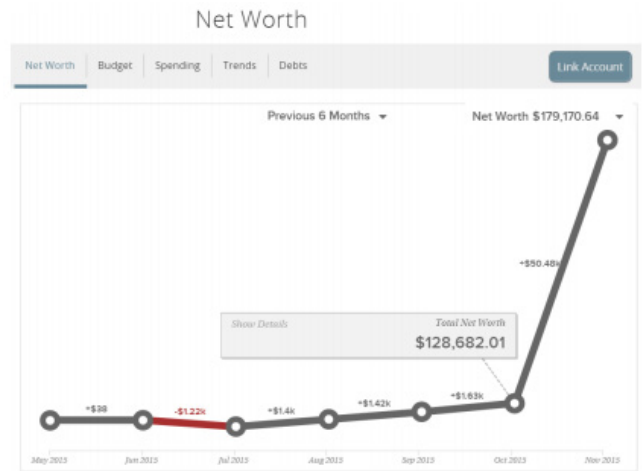 Net Worth
Net Worth Budget Spending Trends Debts Link Account
Previous 6 Months Net Worth $179,170.64
+$50.48k
Show Details Total Net Worth
$128,682.01
+$38 -$1.22k +$1.4k +$1.42k +$1.63k
May 2015 Jun 2015 Jul 2015 Aug 2015 Sep 2015 Oct 2015 Nov 2015